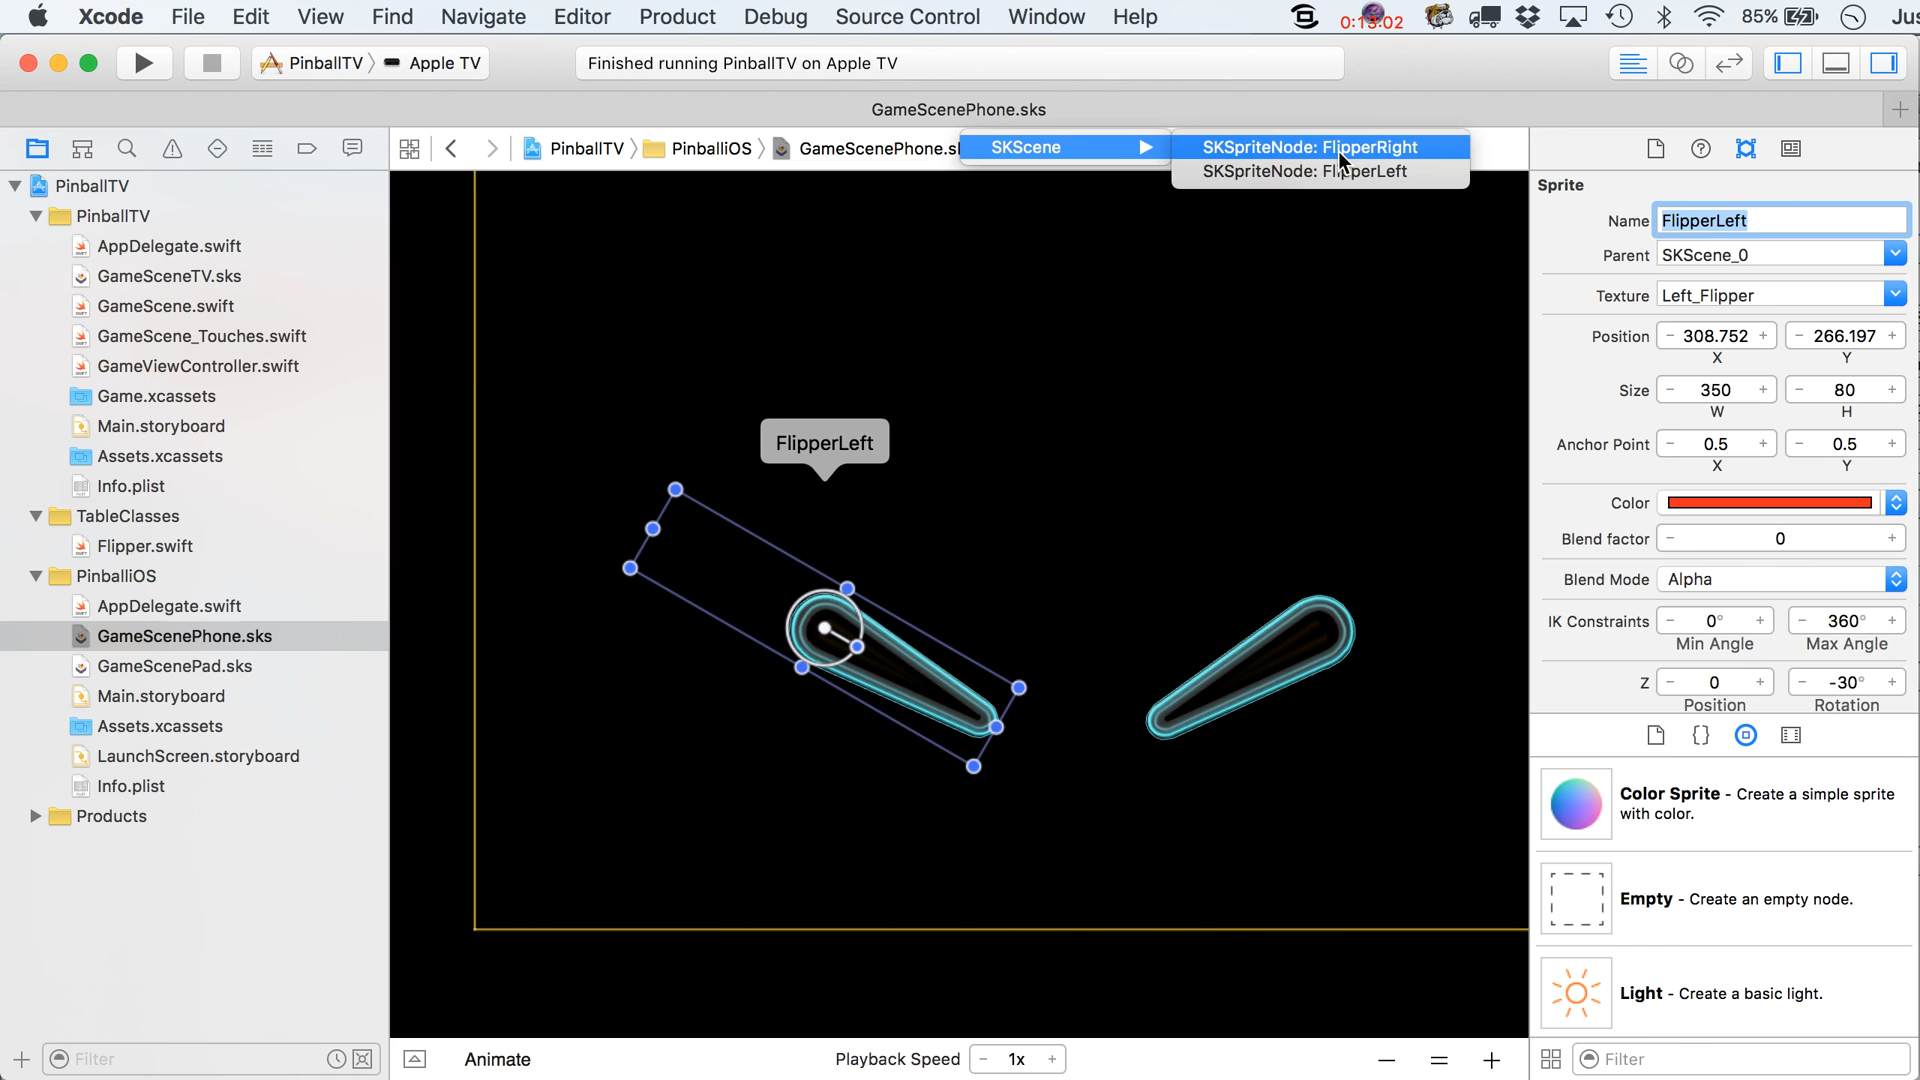 Xcode File Edit View Find Navigate Editor Product Debug Source Control Window Help 85%
PinballTV Apple TV Finished running PinballTV on Apple TV
GameScenePhone.sks
PinballTV PinballiOS SKScene SKSpriteNode: FlipperRight
SKSpriteNode: FlipperLeft
PinballTV
PinballTV
AppDelegate.swift
GameSceneTV.sks
GameScene.swift
GameScene_Touches.swift
GameViewController.swift
Game.xcassets
Main.storyboard
Assets.xcassets
Info.plist
TableClasses
Flipper.swift
PinballiOS
AppDelegate.swift
GameScenePhone.sks
GameScenePad.sks
Main.storyboard
Assets.xcassets
LaunchScreen.storyboard
Info.plist
Products
Filter
FlipperLeft
Animate
Playback Speed - 1x +
Sprite
Name FlipperLeft
Parent SKScene_0
Texture Left_Flipper
Position - 308.752 + - 266.197 +
X Y
Size - 350 + - 80 +
W H
Anchor Point - 0.5 + - 0.5 +
X Y
Color
Blend factor - 0 +
Blend Mode Alpha
IK Constraints - 0° + - 360° +
Min Angle Max Angle
Z - 0 + - -30° +
Position Rotation
Color Sprite - Create a simple sprite
with color.
Empty - Create an empty node.
Light - Create a basic light.
Filter